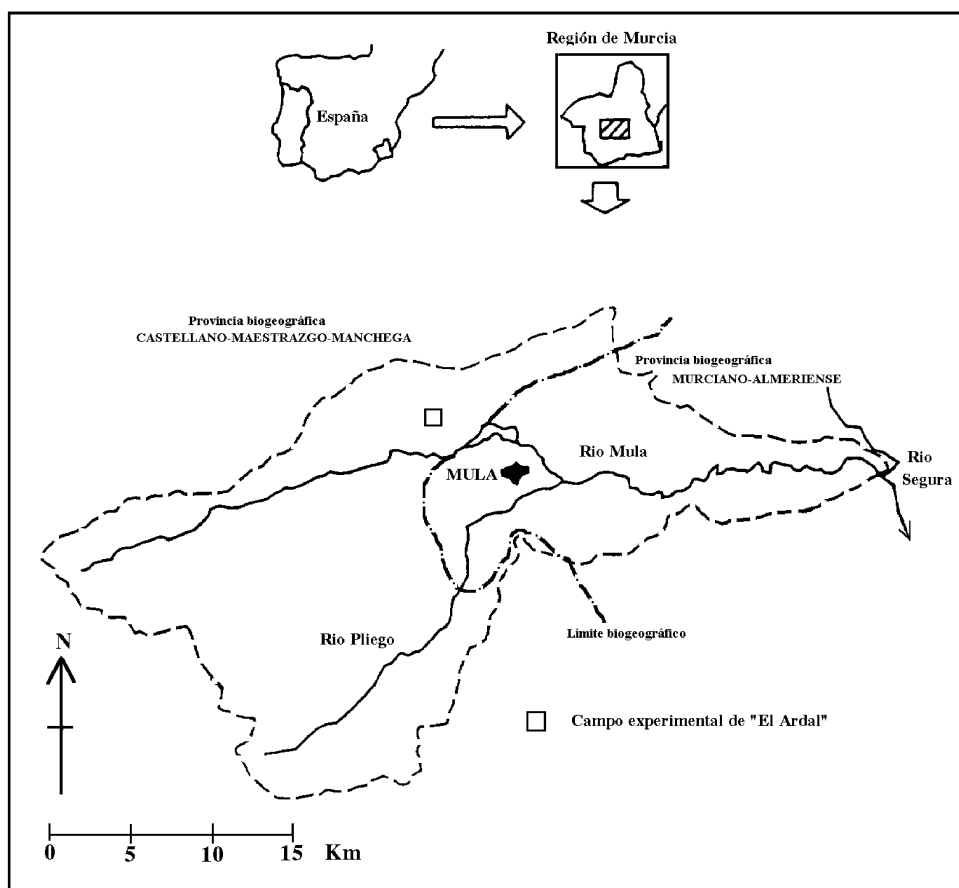 Región de Murcia
España
Provincia biogeográfica
CASTELLANO-MAESTRAZGO-MANCHEGA
Provincia biogeográfica
MURCIANO-ALMERIENSE
Rio Mula
Rio
Segura
MULA
Rio Pliego
Límite biogeográfico
N
Campo experimental de "El Ardal"
0 5 10 15 Km